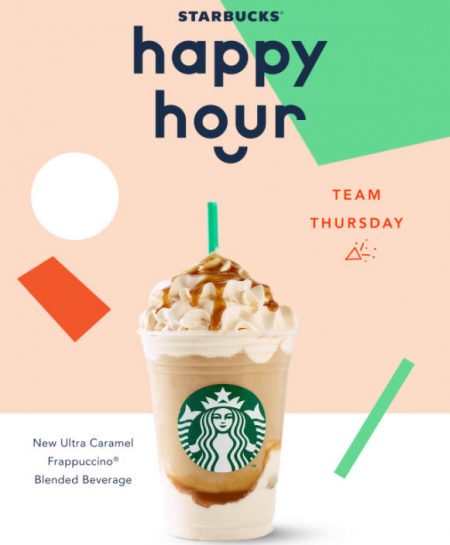 STARBUCKS®
happy
hour
TEAM
THURSDAY
New Ultra Caramel
Frappuccino®
Blended Beverage